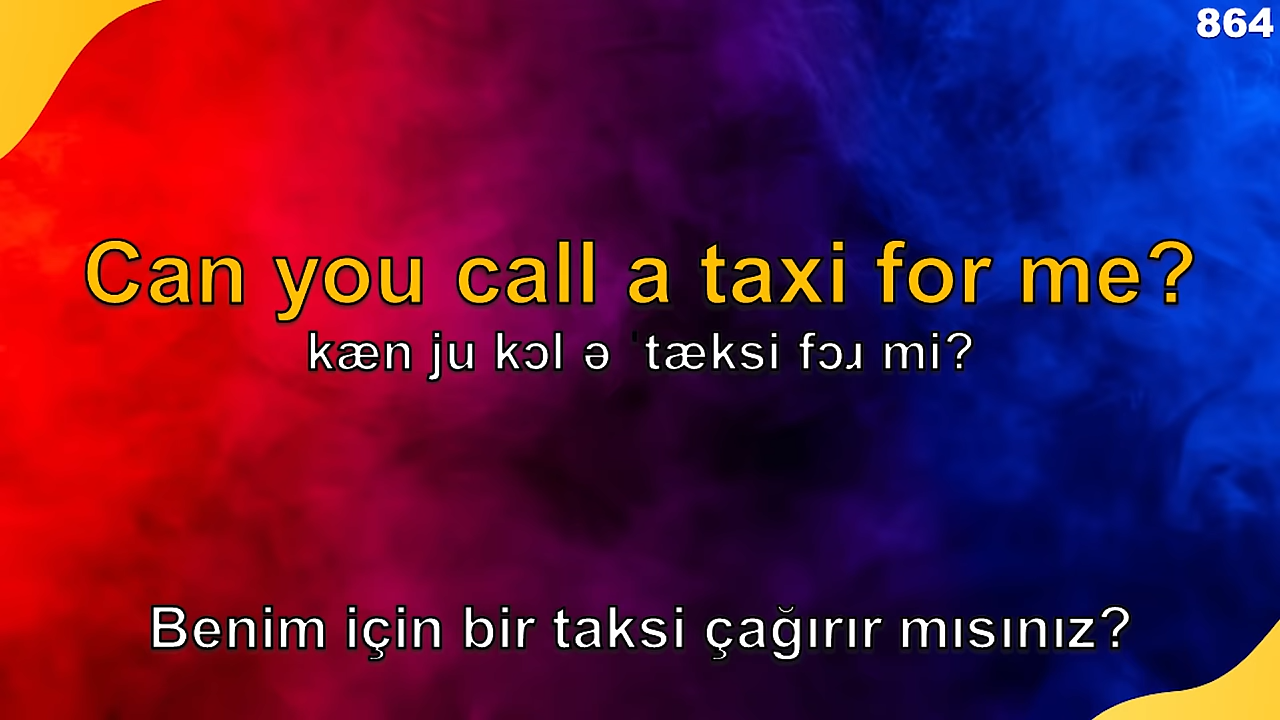 864
Can you call a taxi for me?
kæn ju kɔl ə ˈtæksi fɔɹ mi?
Benim için bir taksi çağırır mısınız?